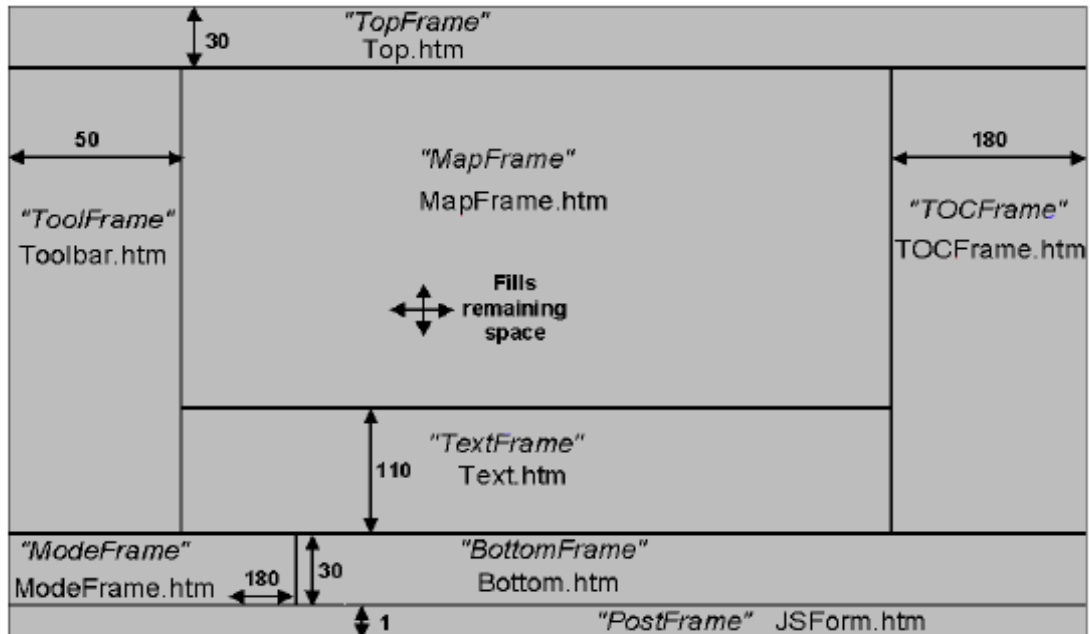 "TopFrame"
30
Top.htm
50
180
"MapFrame"
MapFrame.htm
"ToolFrame"
Toolbar.htm
"TOCFrame"
TOCFrame.htm
Fills
remaining
space
"TextFrame"
110
Text.htm
"ModeFrame"
ModeFrame.htm
180
30
"BottomFrame"
Bottom.htm
1
"PostFrame" JSForm.htm